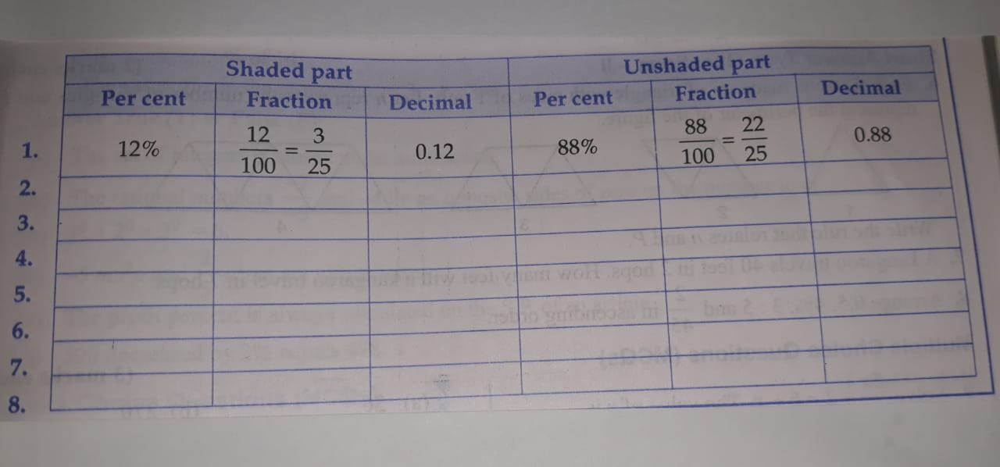 Shaded part Unshaded part
Per cent Fraction Decimal Per cent Fraction Decimal
1. 12% 12/100 = 3/25 0.12 88% 88/100 = 22/25 0.88
2.
3.
4.
5.
6.
7.
8.